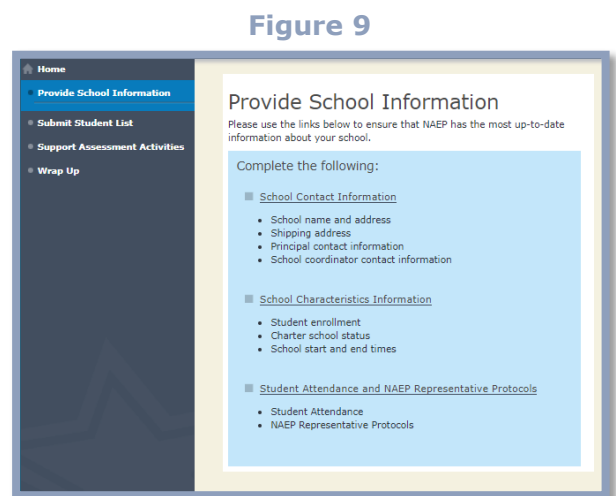 Figure 9
Home
Provide School Information
Submit Student List
Support Assessment Activities
Wrap Up
Provide School Information
Please use the links below to ensure that NAEP has the most up-to-date
information about your school.
Complete the following:
School Contact Information
• School name and address
• Shipping address
• Principal contact information
• School coordinator contact information
School Characteristics Information
• Student enrollment
• Charter school status
• School start and end times
Student Attendance and NAEP Representative Protocols
• Student Attendance
• NAEP Representative Protocols